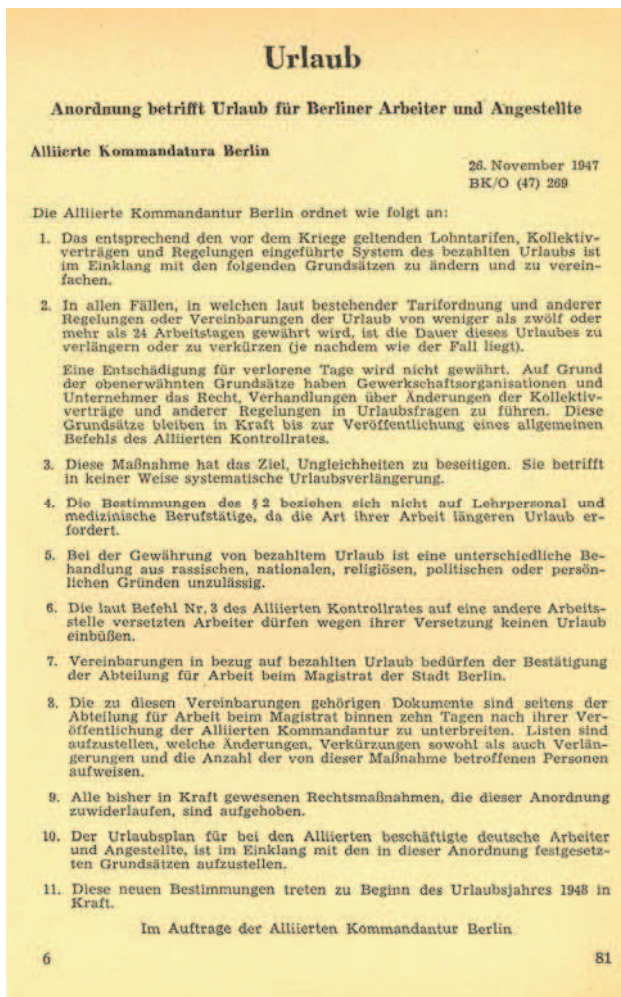 Urlaub
Anordnung betrifft Urlaub für Berliner Arbeiter und Angestellte
Alliierte Kommandatura Berlin
26. November 1947
BK/O (47) 269
Die Alliierte Kommandantur Berlin ordnet wie folgt an:
1. Das entsprechend den vor dem Kriege geltenden Lohntarifen, Kollektiv-
verträgen und Regelungen eingeführte System des bezahlten Urlaubs ist
im Einklang mit den folgenden Grundsätzen zu ändern und zu verein-
fachen.
2. In allen Fällen, in welchen laut bestehender Tarifordnung und anderer
Regelungen oder Vereinbarungen der Urlaub von weniger als zwölf oder
mehr als 24 Arbeitstagen gewährt wird, ist die Dauer dieses Urlaubes zu
verlängern oder zu verkürzen (je nachdem wie der Fall liegt).
Eine Entschädigung für verlorene Tage wird nicht gewährt. Auf Grund
der obenerwähnten Grundsätze haben Gewerkschaftsorganisationen und
Unternehmer das Recht, Verhandlungen über Änderungen der Kollektiv-
verträge und anderer Regelungen in Urlaubsfragen zu führen. Diese
Grundsätze bleiben in Kraft bis zur Veröffentlichung eines allgemeinen
Befehls des Alliierten Kontrollrates.
3. Diese Maßnahme hat das Ziel, Ungleichheiten zu beseitigen. Sie betrifft
in keiner Weise systematische Urlaubsverlängerung.
4. Die Bestimmungen des § 2 beziehen sich nicht auf Lehrpersonal und
medizinische Berufstätige, da die Art ihrer Arbeit längeren Urlaub er-
fordert.
5. Bei der Gewährung von bezahltem Urlaub ist eine unterschiedliche Be-
handlung aus rassischen, nationalen, religiösen, politischen oder persön-
lichen Gründen unzulässig.
6. Die laut Befehl Nr. 3 des Alliierten Kontrollrates auf eine andere Arbeits-
stelle versetzten Arbeiter dürfen wegen ihrer Versetzung keinen Urlaub
einbüßen.
7. Vereinbarungen in bezug auf bezahlten Urlaub bedürfen der Bestätigung
der Abteilung für Arbeit beim Magistrat der Stadt Berlin.
8. Die zu diesen Vereinbarungen gehörigen Dokumente sind seitens der
Abteilung für Arbeit beim Magistrat binnen zehn Tagen nach ihrer Ver-
öffentlichung der Alliierten Kommandantur zu unterbreiten. Listen sind
aufzustellen, welche Änderungen, Verkürzungen sowohl als auch Verlän-
gerungen und die Anzahl der von dieser Maßnahme betroffenen Personen
aufweisen.
9. Alle bisher in Kraft gewesenen Rechtsmaßnahmen, die dieser Anordnung
zuwiderlaufen, sind aufgehoben.
10. Der Urlaubsplan für bei den Alliierten beschäftigte deutsche Arbeiter
und Angestellte, ist im Einklang mit den in dieser Anordnung festgesetz-
ten Grundsätzen aufzustellen.
11. Diese neuen Bestimmungen treten zu Beginn des Urlaubsjahres 1948 in
Kraft.
Im Auftrage der Alliierten Kommandantur Berlin
6 81